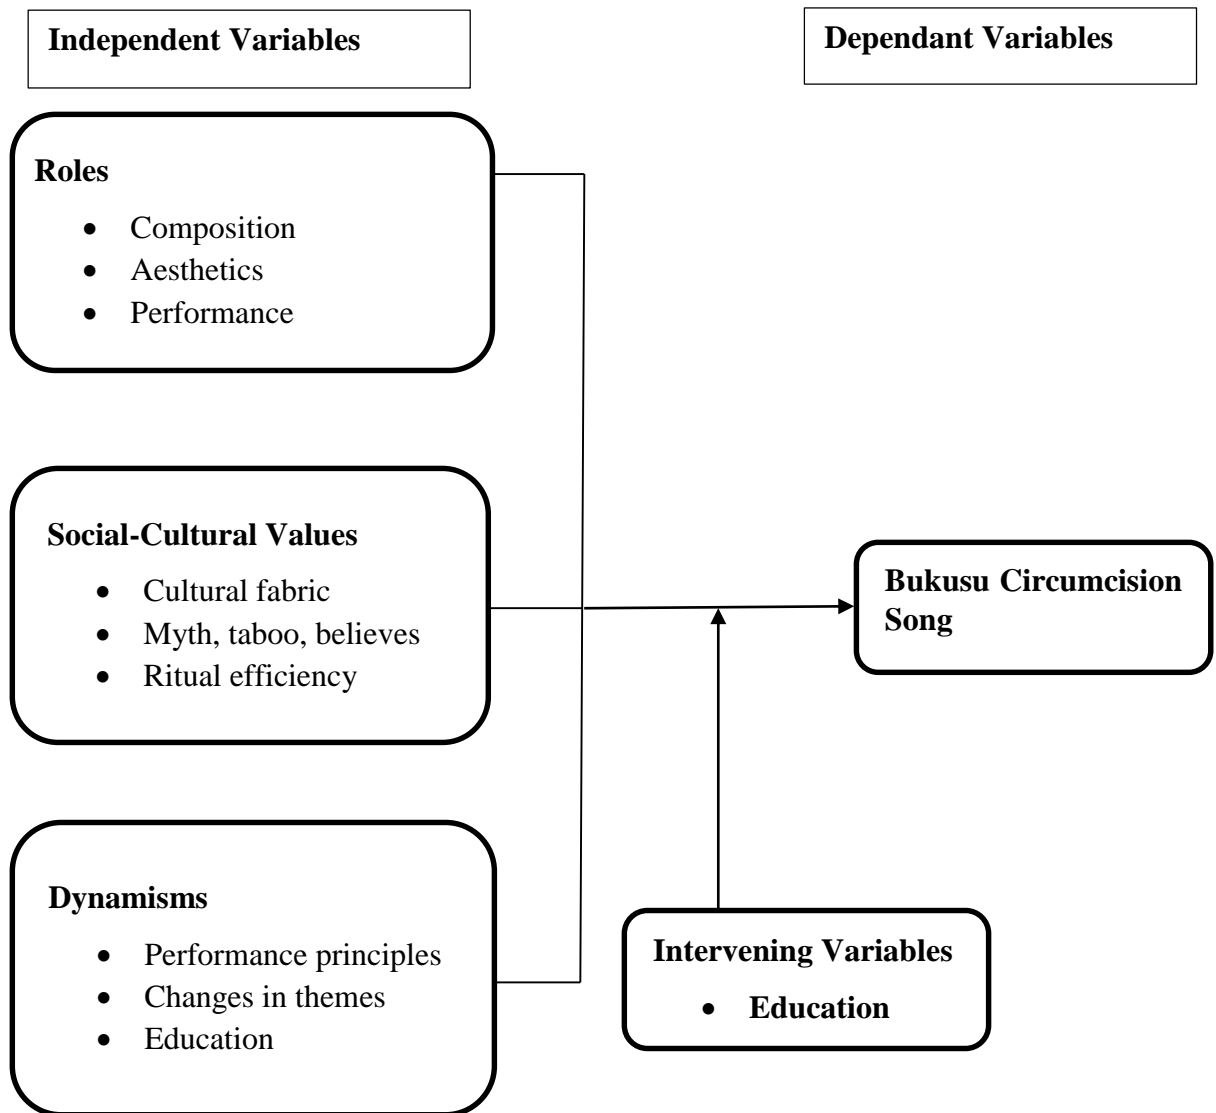 Independent Variables
Dependant Variables
Roles
• Composition
• Aesthetics
• Performance
Social-Cultural Values
• Cultural fabric
• Myth, taboo, believes
• Ritual efficiency
Bukusu Circumcision
Song
Dynamisms
• Performance principles
• Changes in themes
• Education
Intervening Variables
• Education